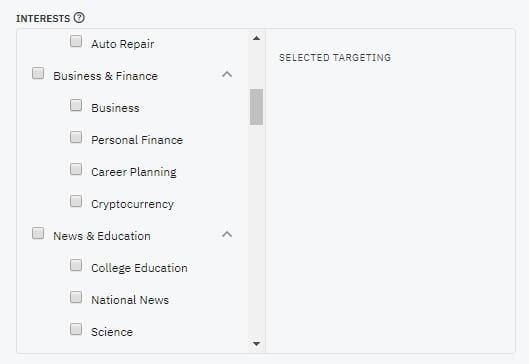 INTERESTS ?
Auto Repair
SELECTED TARGETING
Business & Finance
Business
Personal Finance
Career Planning
Cryptocurrency
News & Education
College Education
National News
Science